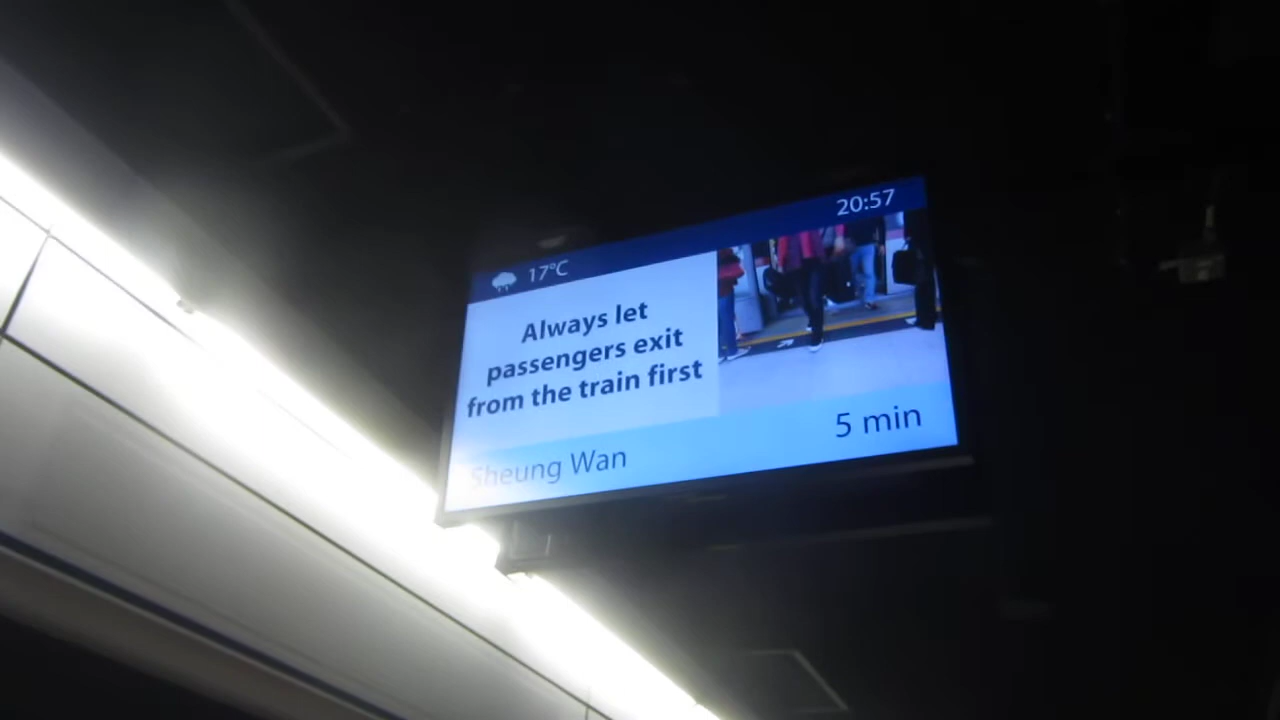 20:57
17°C
Always let
passengers exit
from the train first
Sheung Wan
5 min